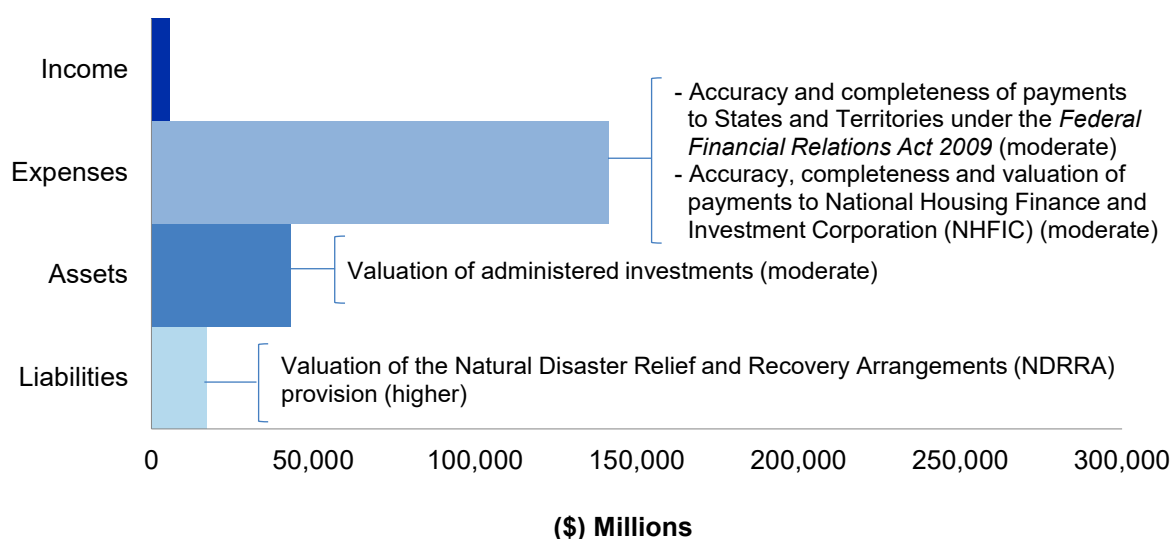 Income
- Accuracy and completeness of payments
to States and Territories under the Federal
Financial Relations Act 2009 (moderate)
- Accuracy, completeness and valuation of
payments to National Housing Finance and
Investment Corporation (NHFIC) (moderate)
Expenses
Assets
Valuation of administered investments (moderate)
Liabilities
Valuation of the Natural Disaster Relief and Recovery Arrangements (NDRRA)
provision (higher)
0 50,000 100,000 150,000 200,000 250,000 300,000
($) Millions